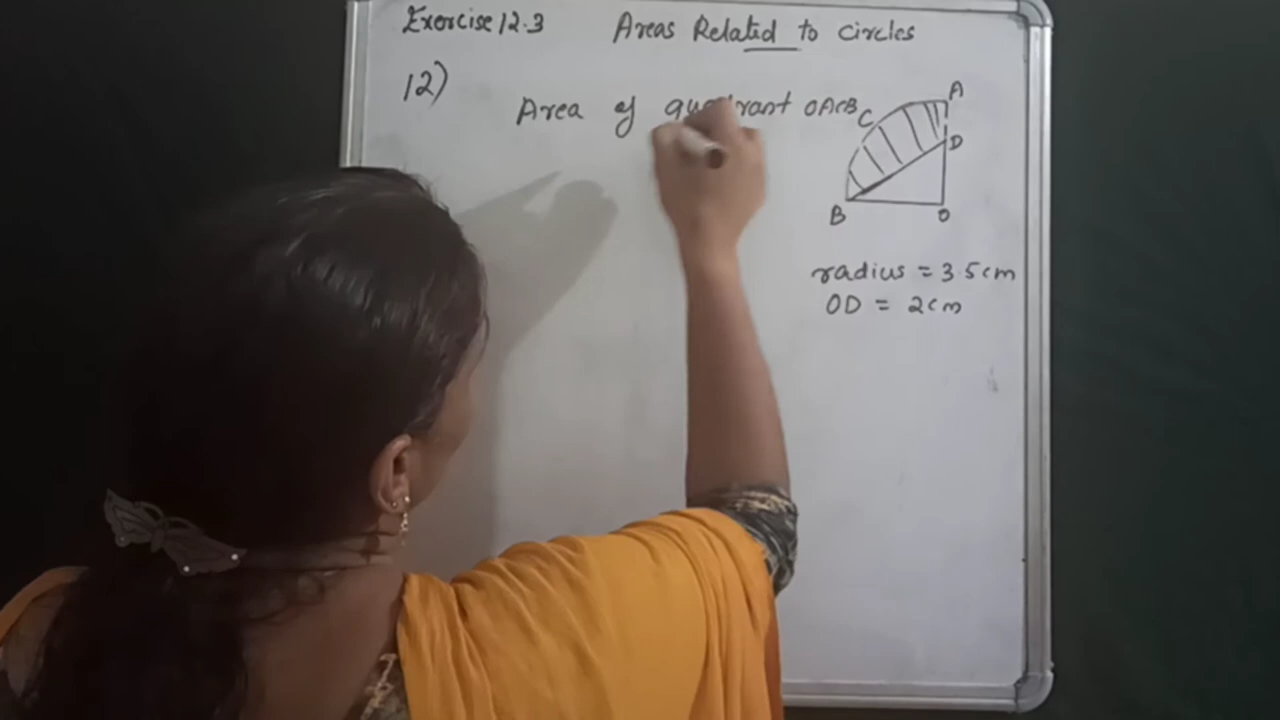 Exercise 12.3 Areas Related to circles
12)
Area of quadrant OACB
A
C
D
B
O
radius = 3.5cm
OD = 2cm